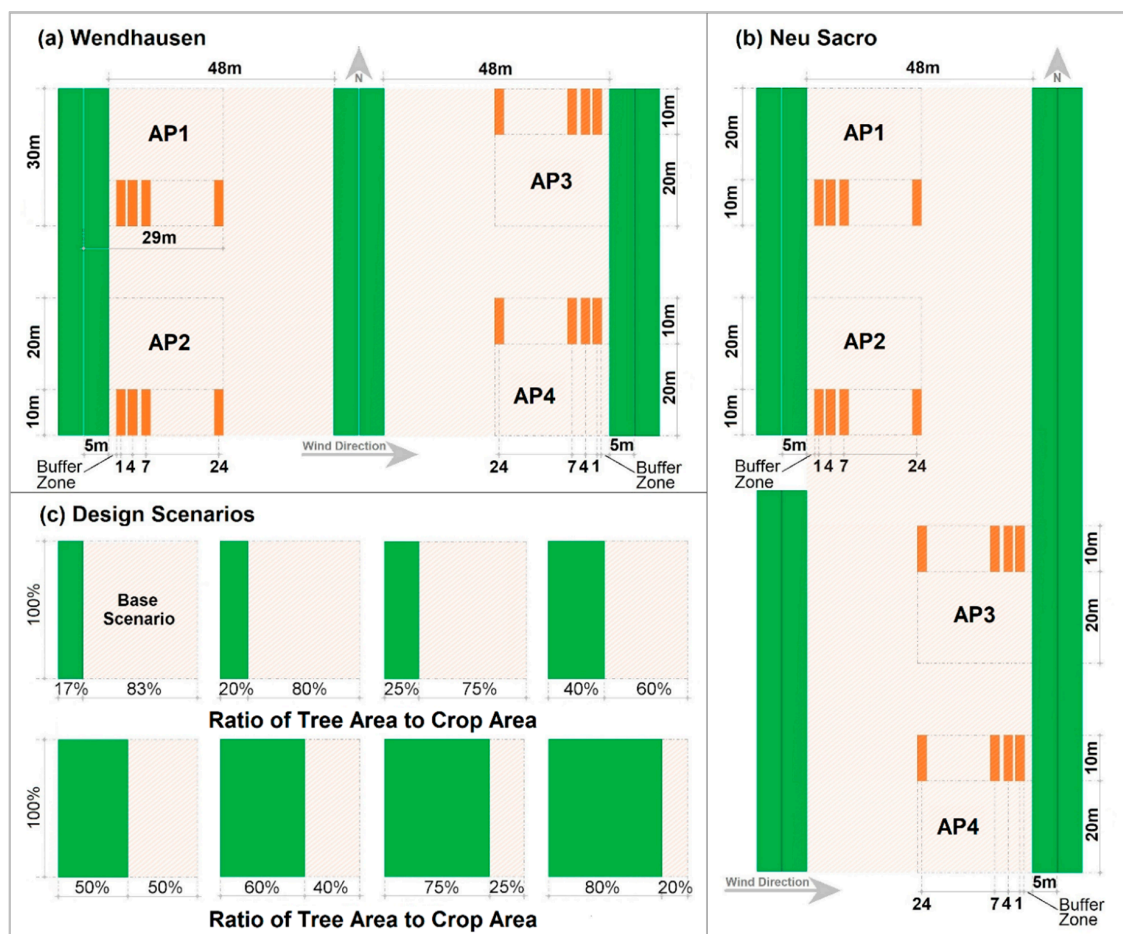 (a) Wendhausen
48m
N
48m
30m
AP1
29m
10m
AP3
20m
20m
AP2
10m
10m
AP4
20m
5m
Wind Direction
5m
Buffer
Zone
1 4 7 24
24 7 4 1
Buffer
Zone
(b) Neu Sacro
48m
N
20m
AP1
10m
20m
AP2
10m
5m
Buffer
Zone
1 4 7 24
10m
AP3
20m
10m
AP4
20m
Wind Direction
5m
24 7 4 1
Buffer
Zone
(c) Design Scenarios
100%
Base
Scenario
17% 83% 20% 80% 25% 75% 40% 60%
Ratio of Tree Area to Crop Area
100%
50% 50% 60% 40% 75% 25% 80% 20%
Ratio of Tree Area to Crop Area